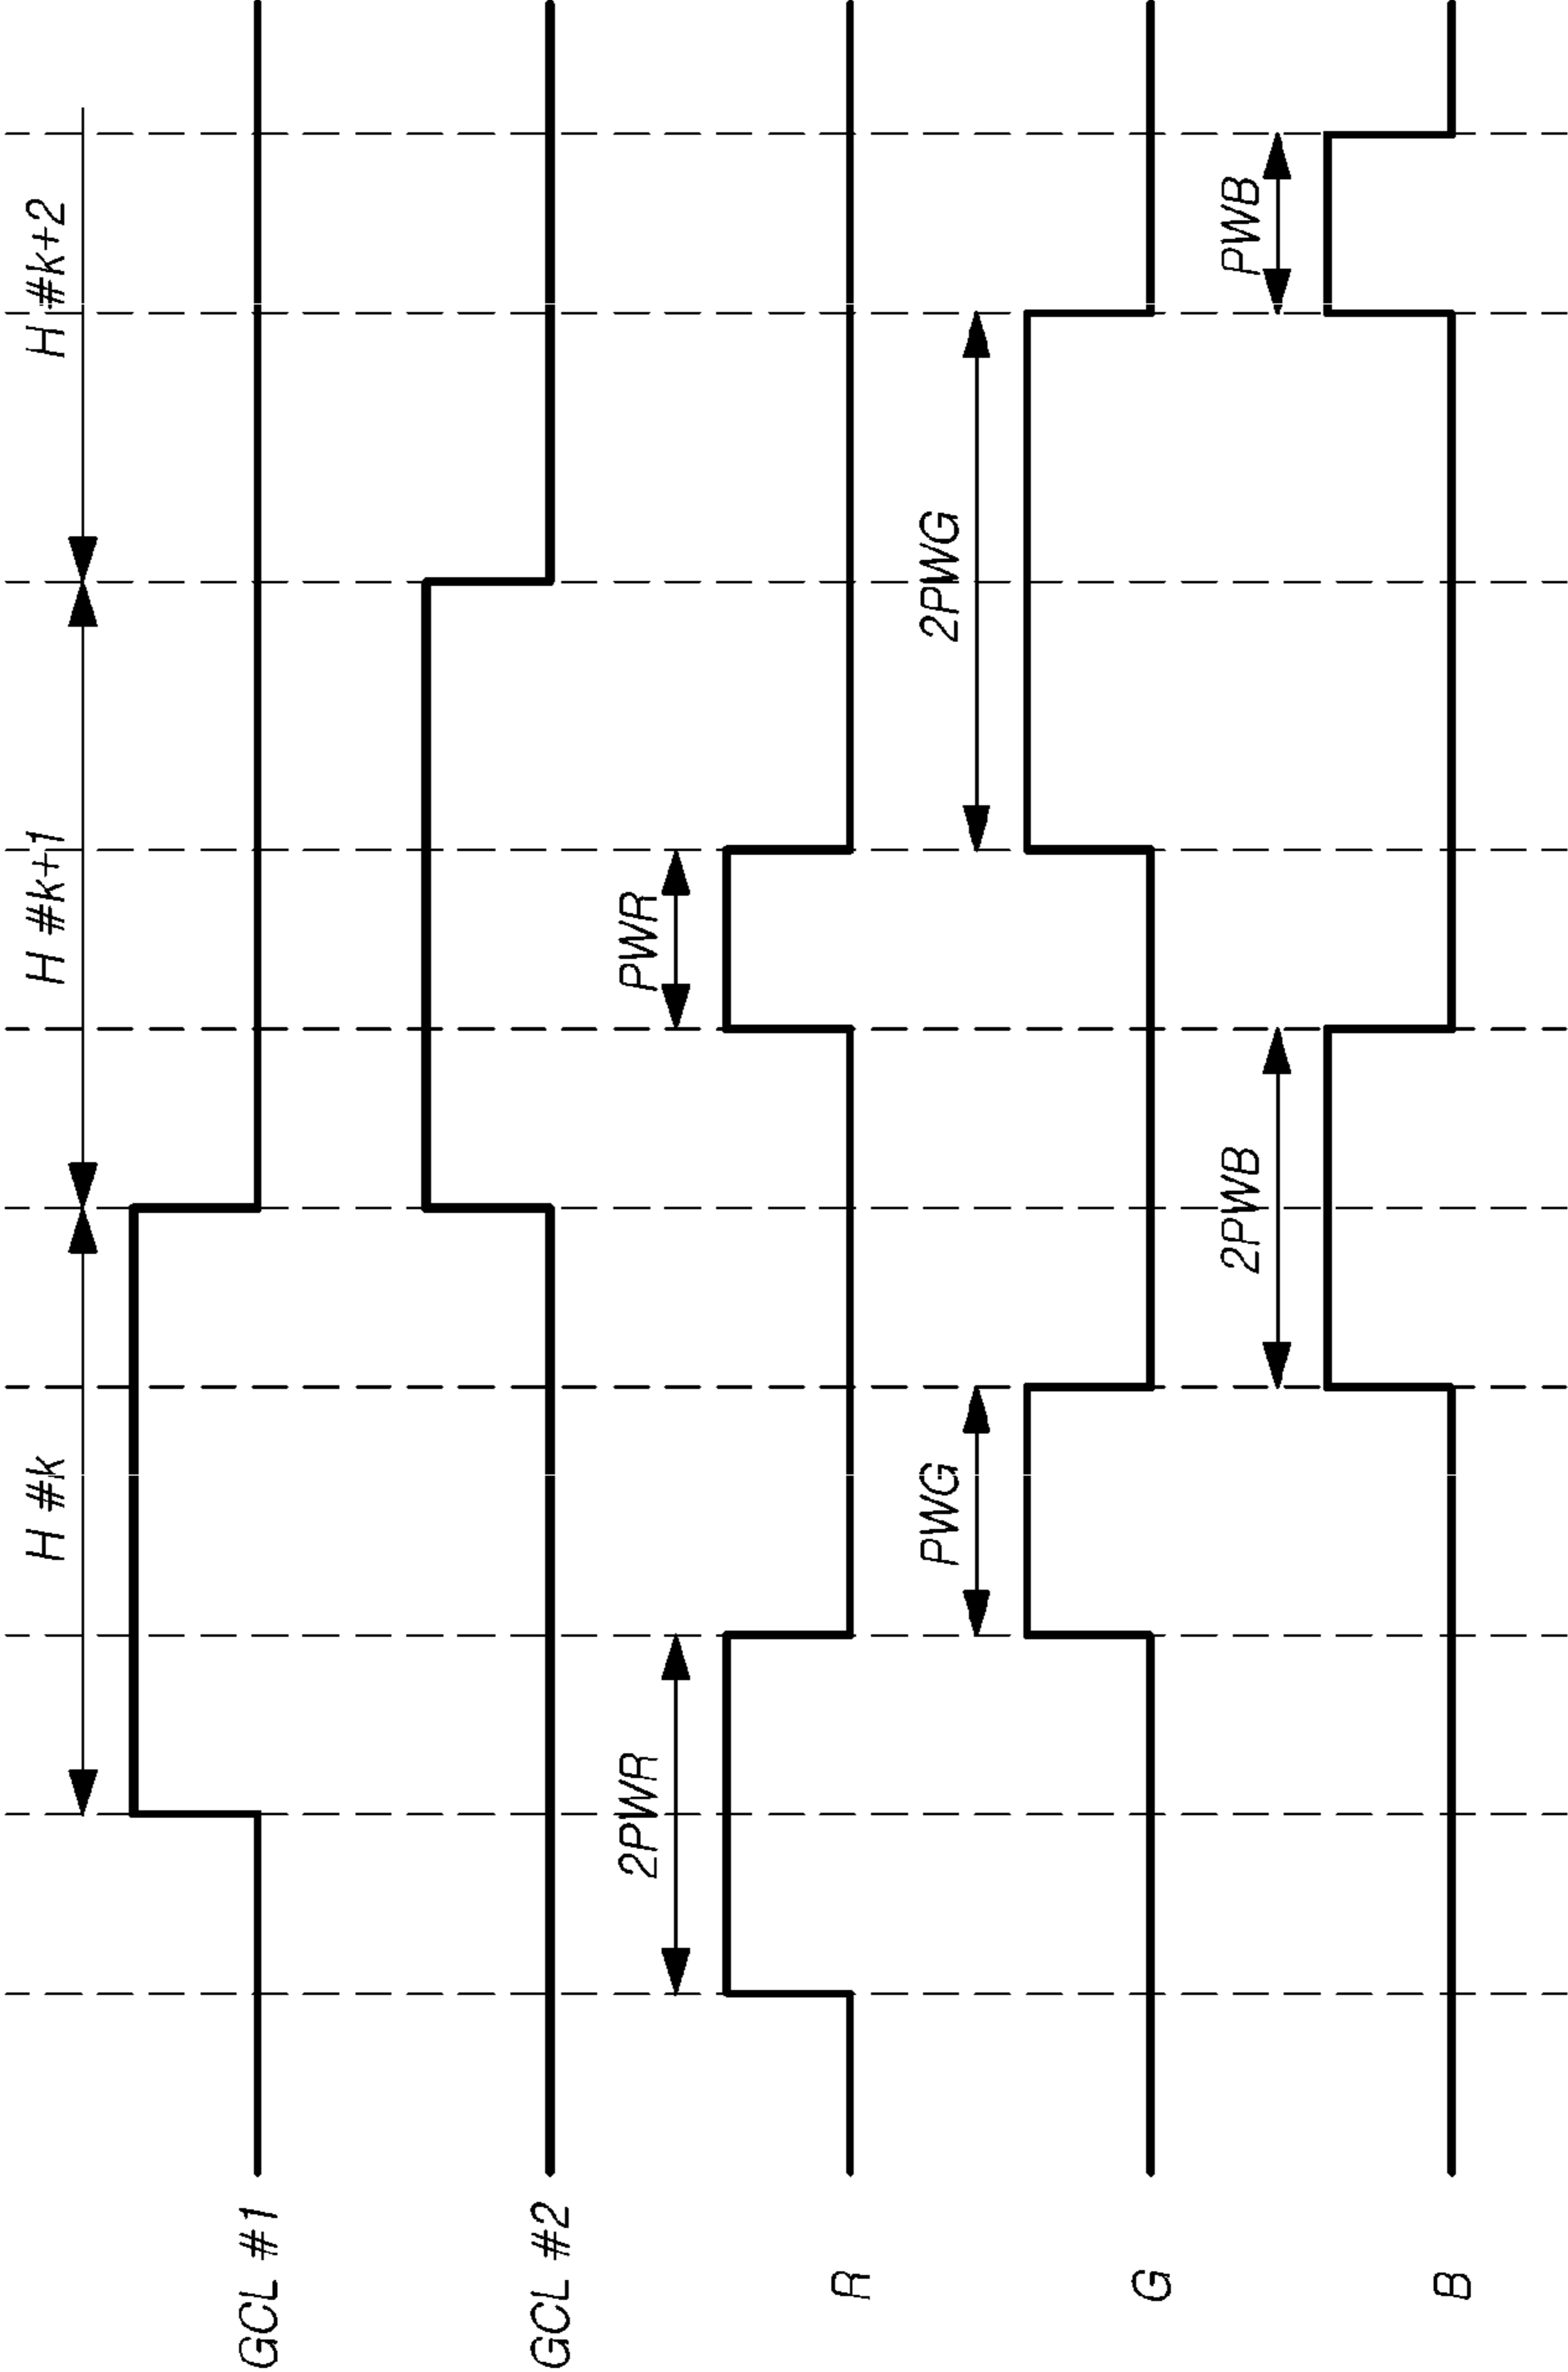 H #k
H #k+1
H #k+2
GCL #1
GCL #2
2PWR
PWR
R
PWG
2PWG
G
2PWB
PWB
B